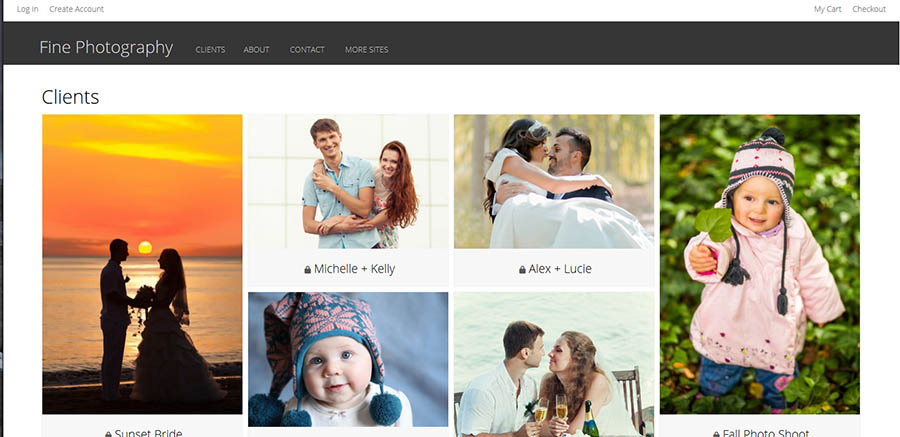 Log In Create Account My Cart Checkout
Fine Photography CLIENTS ABOUT CONTACT MORE SITES
Clients
Michelle + Kelly
Alex + Lucie
Sunset Bride
Fall Photo Shoot